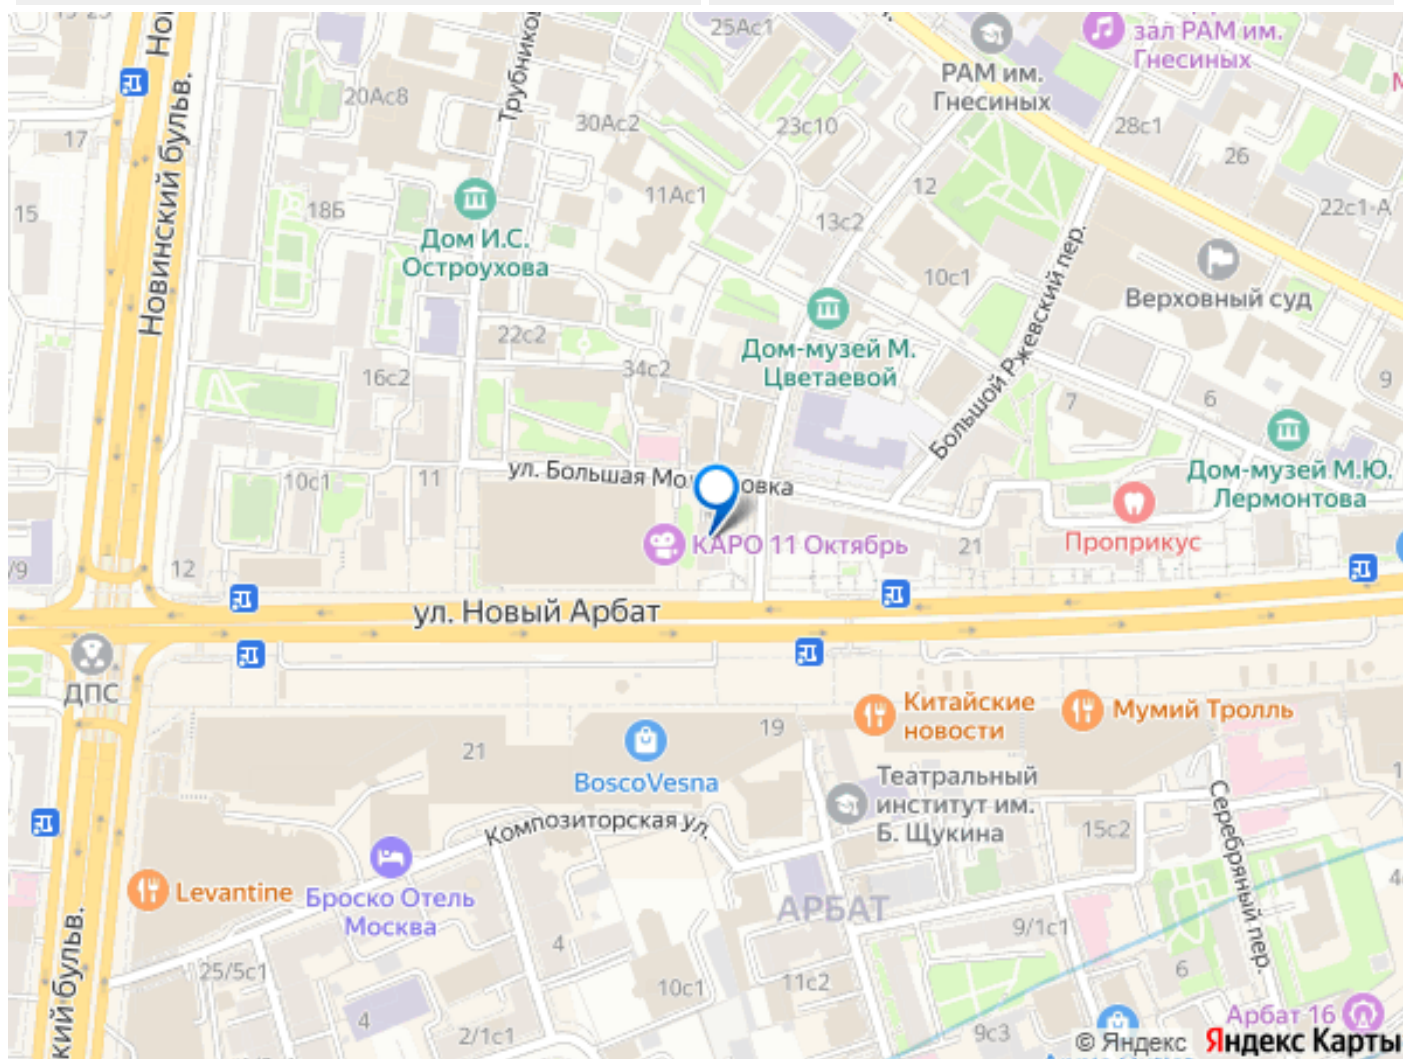 25Ас1
зал РАМ им.
Гнесиных
РАМ им.
Гнесиных
Новинский бульв.
17
20Ас8
30Ас2
23с10
28с1
26
15
18Б
11Ас1
12
13с2
22с1-А
Дом И.С.
Остроухова
10с1
Большой Ржевский пер.
Верховный суд
22с2
Дом-музей М.
Цветаевой
16с2
34с2
7
6
9
10с1
11
ул. Большая Мол
овка
Дом-музей М.Ю.
Лермонтова
Проприкус
КАРО 11 Октябрь
21
/9
12
ул. Новый Арбат
ДПС
Китайские
новости
Мумий Тролль
19
21
BoscoVesna
Театральный
институт им.
Б. Щукина
Композиторская ул.
15с2
Серебряный пер.
Levantine
Броско Отель
Москва
АРБАТ
9/1с1
4
25/5с1
10с1
11с2
6
4
2/1с1
9с3
Арбат 16
ский бульв.
© Яндекс Яндекс Карты